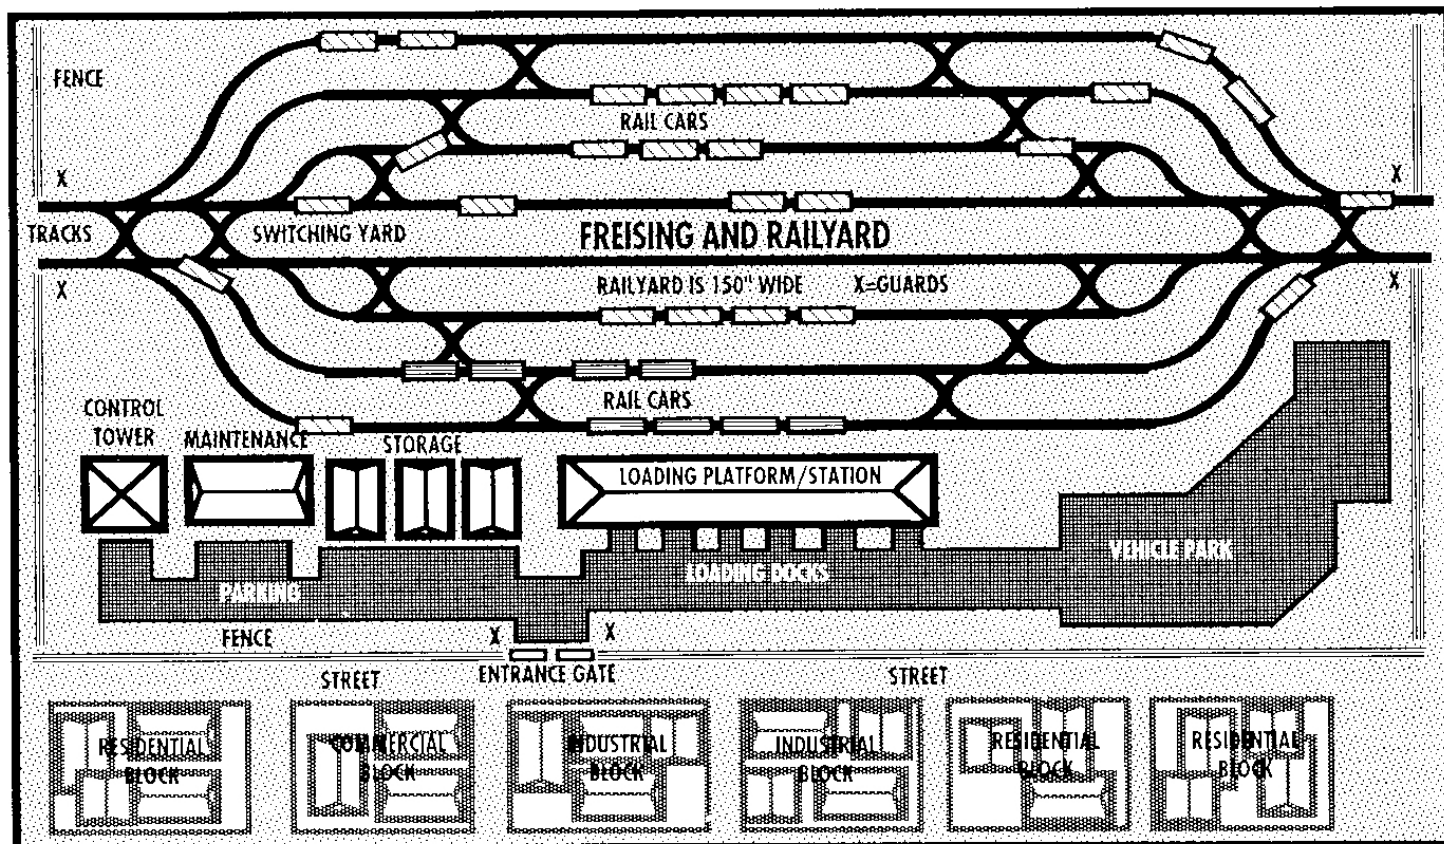 FENCE
RAIL CARS
X
X
TRACKS
SWITCHING YARD
FREISING AND RAILYARD
RAILYARD IS 150" WIDE
X=GUARDS
X
X
RAIL CARS
CONTROL
TOWER
MAINTENANCE
STORAGE
LOADING PLATFORM/STATION
VEHICLE PARK
LOADING DOCKS
PARKING
FENCE
X
X
ENTRANCE GATE
STREET
STREET
RESIDENTIAL
BLOCK
COMMERCIAL
BLOCK
INDUSTRIAL
BLOCK
INDUSTRIAL
BLOCK
RESIDENTIAL
BLOCK
RESIDENTIAL
BLOCK